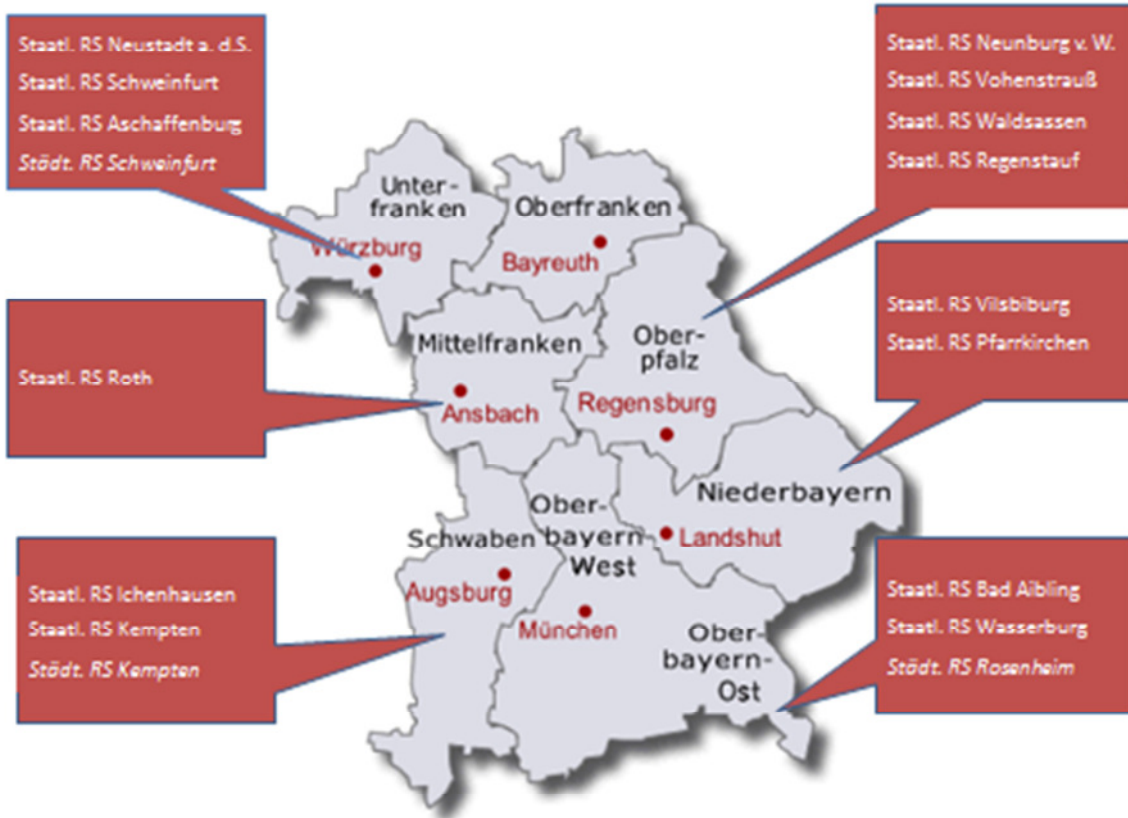 Staatl. RS Neustadt a. d.S.
Staatl. RS Schweinfurt
Staatl. RS Aschaffenburg
Städt. RS Schweinfurt
Staatl. RS Neunburg v. W.
Staatl. RS Vohenstrauß
Staatl. RS Waldsassen
Staatl. RS Regenstauf
Unter-
franken
Würzburg
Oberfranken
Bayreuth
Staatl. RS Vilsbiburg
Staatl. RS Pfarrkirchen
Staatl. RS Roth
Mittelfranken
Ansbach
Ober-
pfalz
Regensburg
Niederbayern
Landshut
Ober-
bayern
West
München
Schwaben
Augsburg
Staatl. RS Ichenhausen
Staatl. RS Kempten
Städt. RS Kempten
Ober-
bayern-
Ost
Staatl. RS Bad Aibling
Staatl. RS Wasserburg
Städt. RS Rosenheim